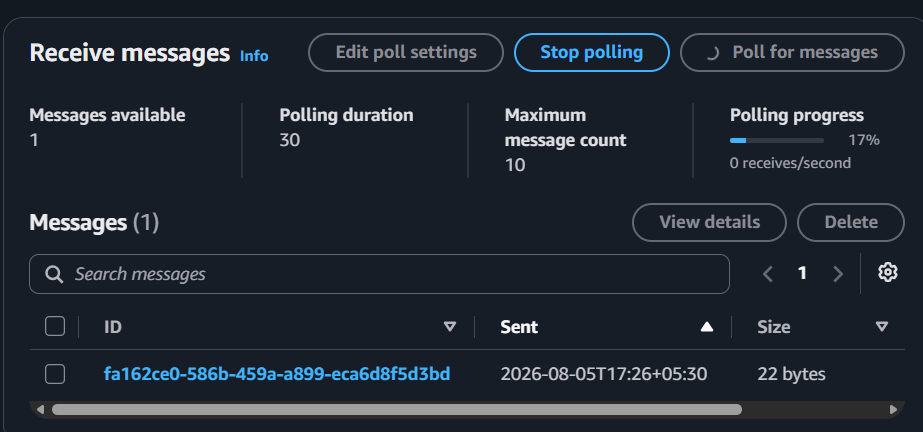 Receive messages Info Edit poll settings Stop polling Poll for messages
Messages available
1
Polling duration
30
Maximum
message count
10
Polling progress
17%
0 receives/second
Messages (1) View details Delete
Search messages 1
ID Sent Size
fa162ce0-586b-459a-a899-eca6d8f5d3bd 2026-08-05T17:26+05:30 22 bytes